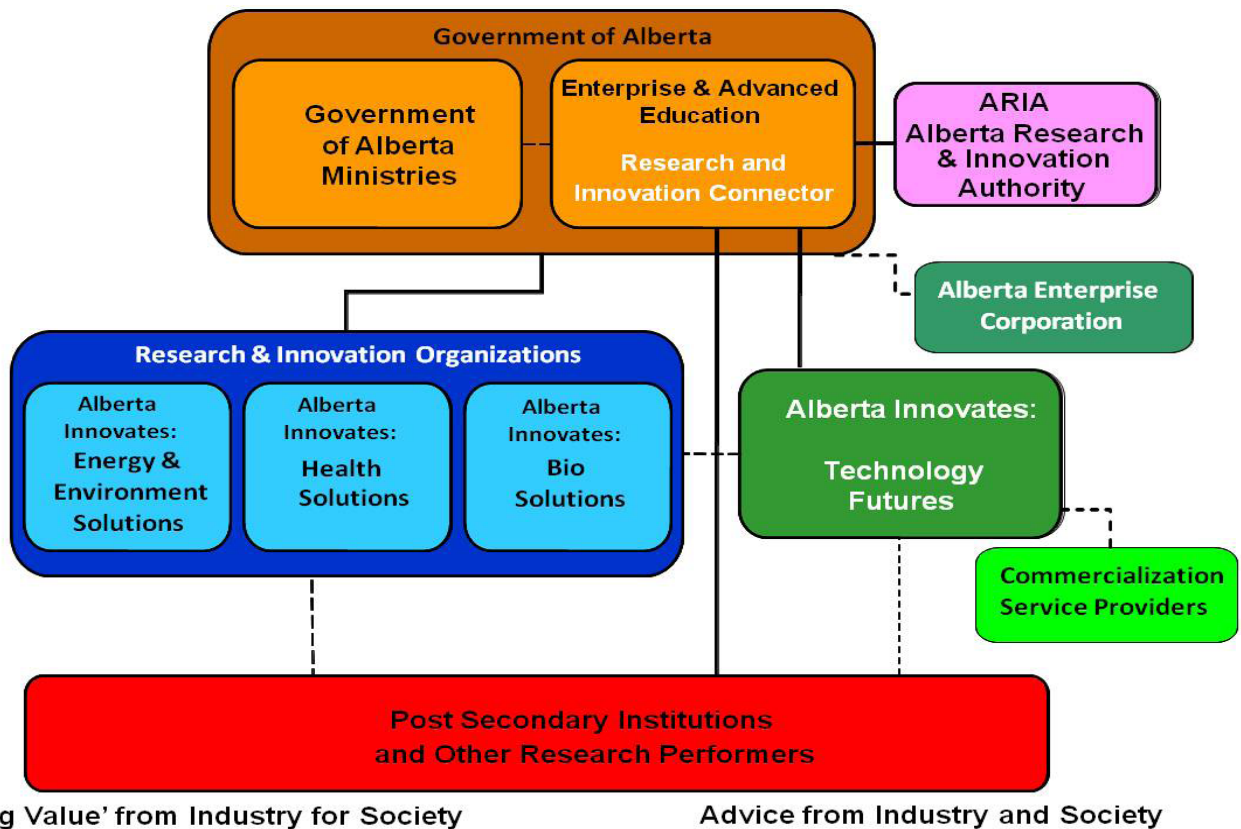 Government of Alberta
Government
of Alberta
Ministries
Enterprise & Advanced
Education
Research and
Innovation Connector
ARIA
Alberta Research
& Innovation
Authority
Alberta Enterprise
Corporation
Research & Innovation Organizations
Alberta
Innovates:
Energy &
Environment
Solutions
Alberta
Innovates:
Health
Solutions
Alberta
Innovates:
Bio
Solutions
Alberta Innovates:
Technology
Futures
Commercialization
Service Providers
Post Secondary Institutions
and Other Research Performers
g Value' from Industry for Society
Advice from Industry and Society